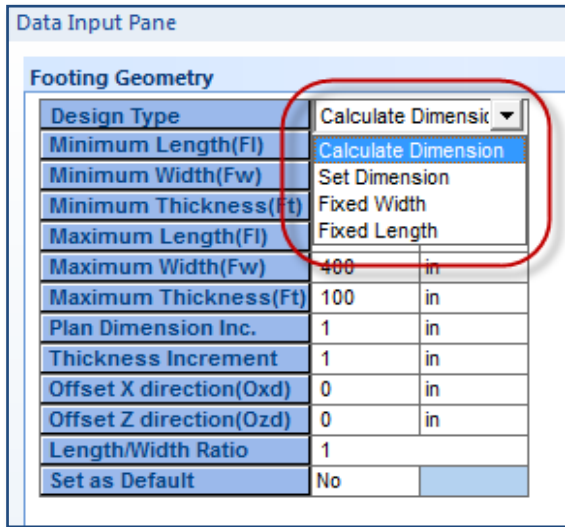 Data Input Pane
Footing Geometry
Design Type Calculate Dimensic
Minimum Length(Fl) Calculate Dimension
Minimum Width(Fw) Set Dimension
Minimum Thickness(Ft) Fixed Width
Maximum Length(Fl) Fixed Length
Maximum Width(Fw) 400 in
Maximum Thickness(Ft) 100 in
Plan Dimension Inc. 1 in
Thickness Increment 1 in
Offset X direction(Oxd) 0 in
Offset Z direction(Ozd) 0 in
Length/Width Ratio 1
Set as Default No